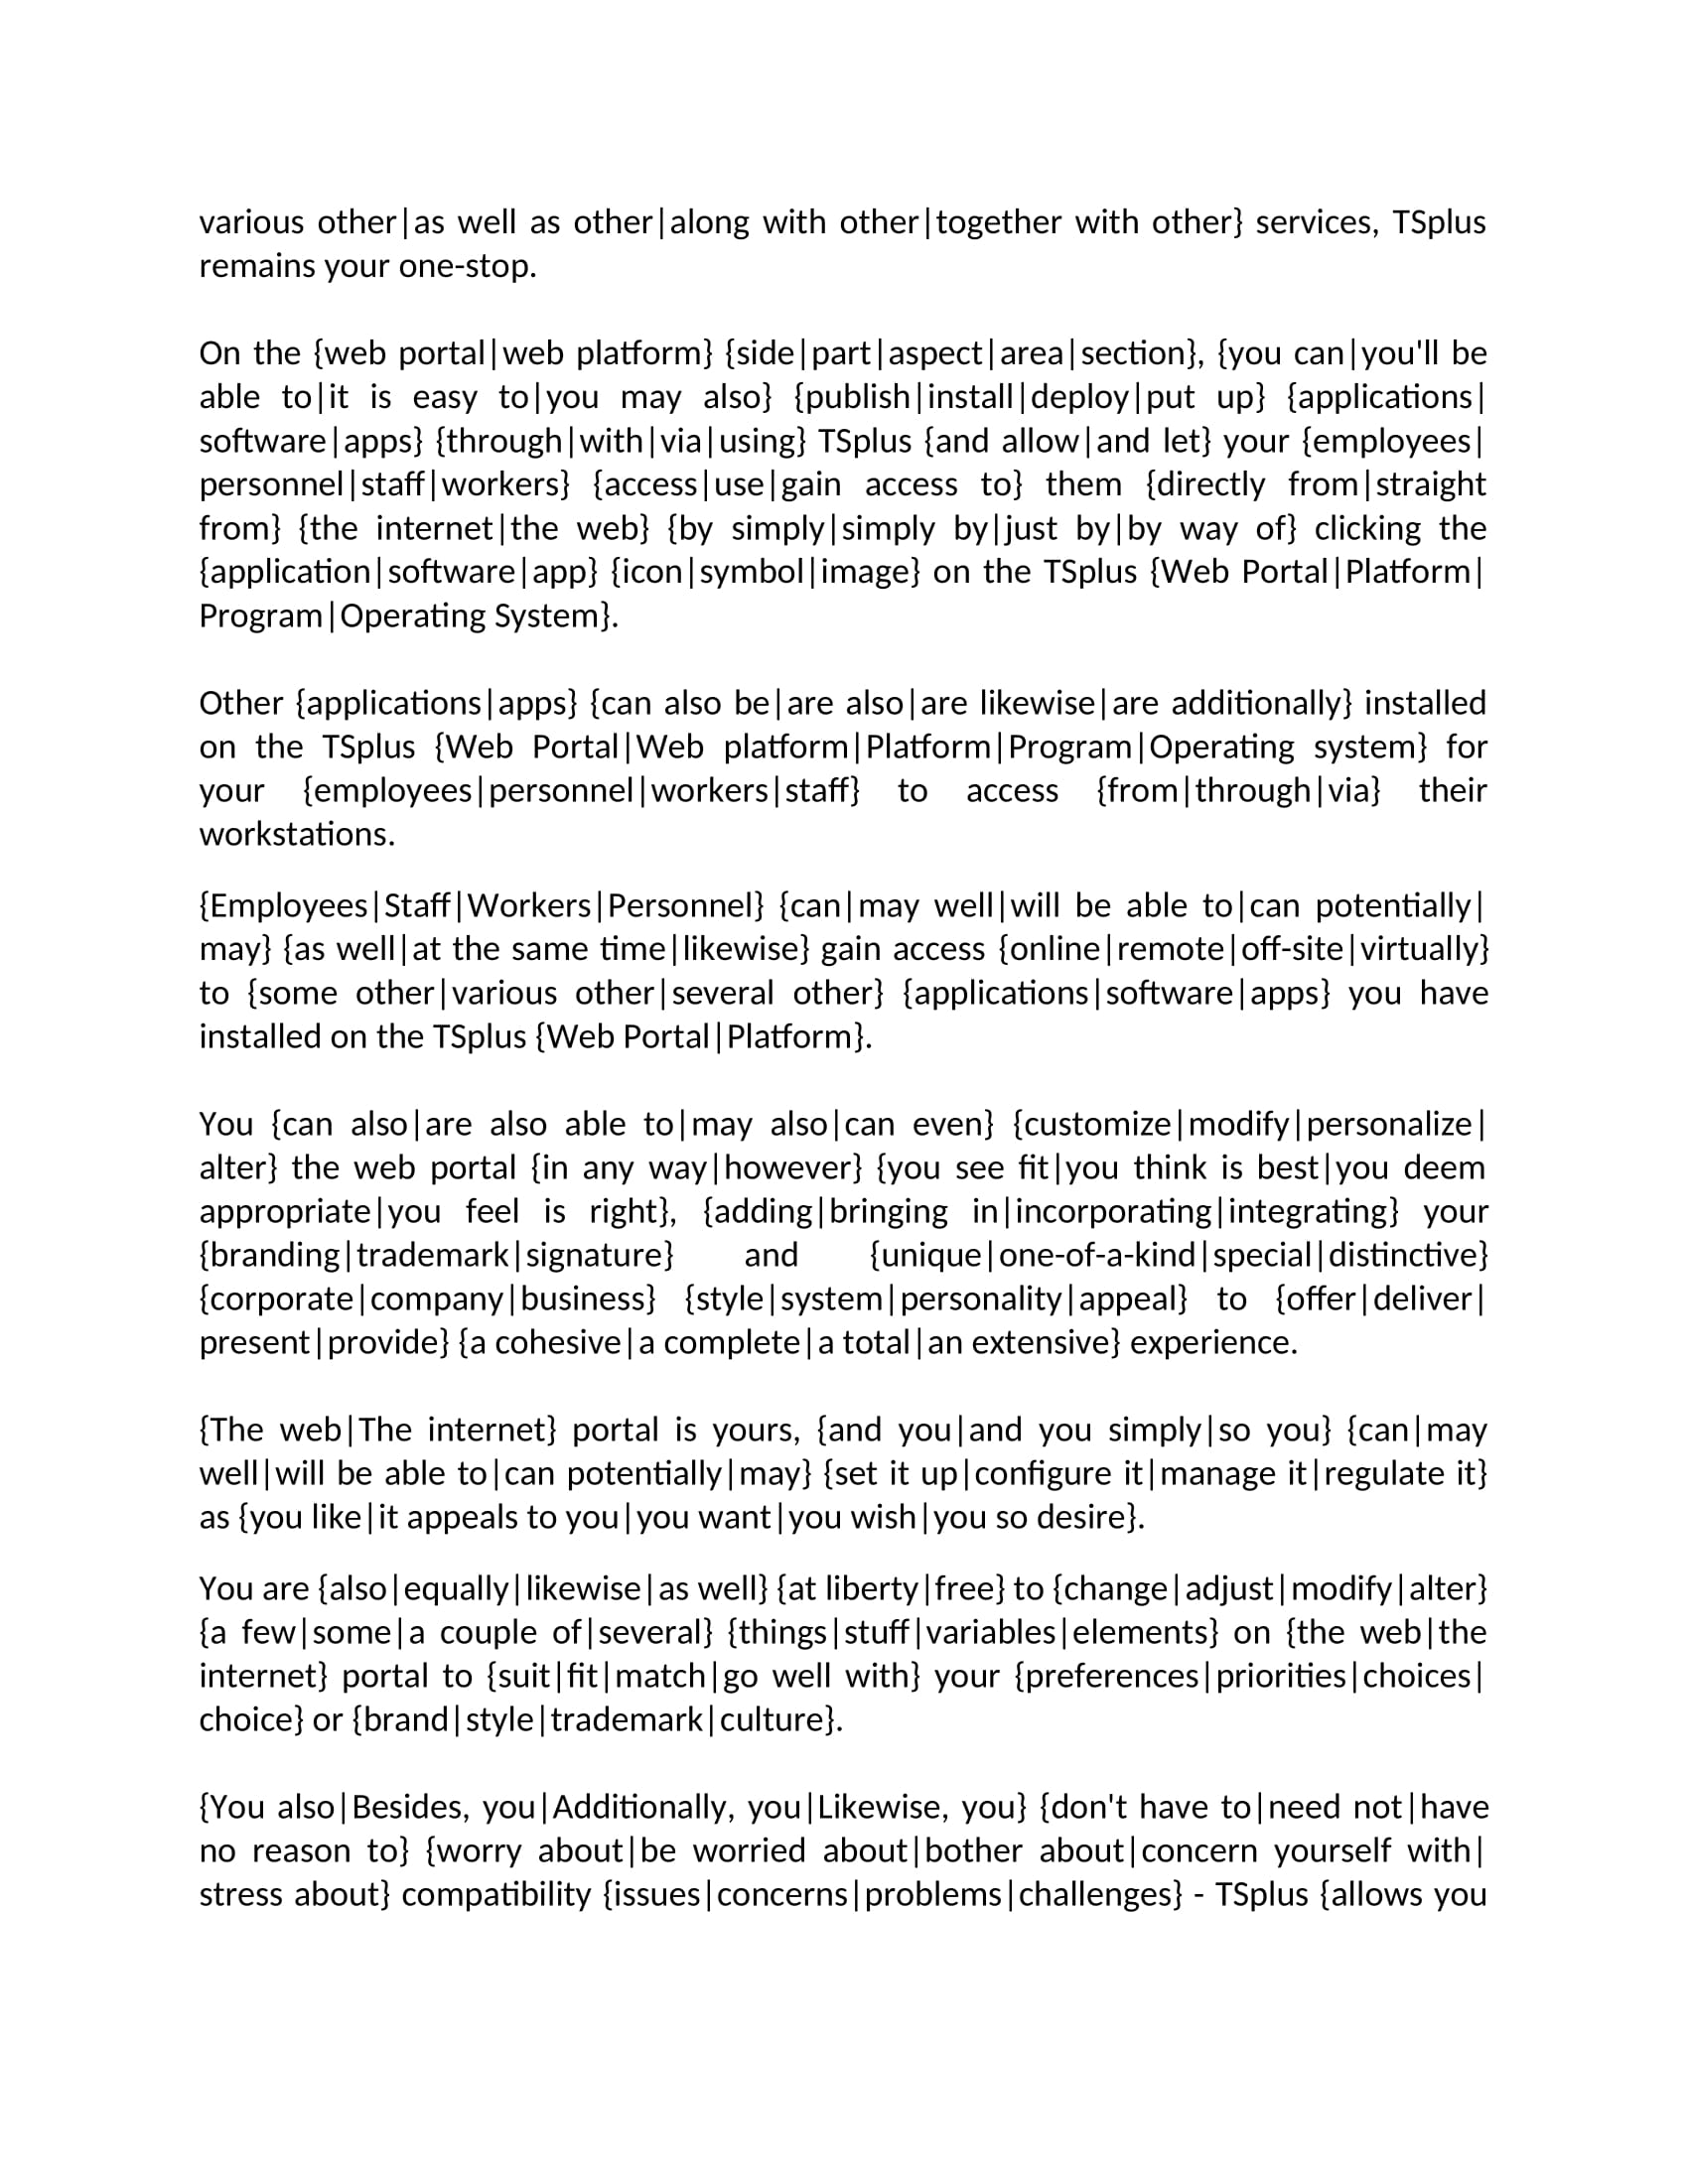 various other|as well as other|along with other|together with other} services, TSplus
remains your one-stop.
On the {web portal|web platform} {side|part|aspect|area|section}, {you can|you'll be
able to|it is easy to|you may also} {publish|install|deploy|put up} {applications|
software|apps} {through|with|via|using} TSplus {and allow|and let} your {employees|
personnel|staff|workers} {access|use|gain access to} them {directly from|straight
from} {the internet|the web} {by simply|simply by|just by|by way of} clicking the
{application|software|app} {icon|symbol|image} on the TSplus {Web Portal|Platform|
Program|Operating System}.
Other {applications|apps} {can also be|are also|are likewise|are additionally} installed
on the TSplus {Web Portal|Web platform|Platform|Program|Operating system} for
your {employees|personnel|workers|staff} to access {from|through|via} their
workstations.
{Employees|Staff|Workers|Personnel} {can|may well|will be able to|can potentially|
may} {as well|at the same time|likewise} gain access {online|remote|off-site|virtually}
to {some other|various other|several other} {applications|software|apps} you have
installed on the TSplus {Web Portal|Platform}.
You {can also|are also able to|may also|can even} {customize|modify|personalize|
alter} the web portal {in any way|however} {you see fit|you think is best|you deem
appropriate|you feel is right}, {adding|bringing in|incorporating|integrating} your
{branding|trademark|signature} and {unique|one-of-a-kind|special|distinctive}
{corporate|company|business} {style|system|personality|appeal} to {offer|deliver|
present|provide} {a cohesive|a complete|a total|an extensive} experience.
{The web|The internet} portal is yours, {and you|and you simply|so you} {can|may
well|will be able to|can potentially|may} {set it up|configure it|manage it|regulate it}
as {you like|it appeals to you|you want|you wish|you so desire}.
You are {also|equally|likewise|as well} {at liberty|free} to {change|adjust|modify|alter}
{a few|some|a couple of|several} {things|stuff|variables|elements} on {the web|the
internet} portal to {suit|fit|match|go well with} your {preferences|priorities|choices|
choice} or {brand|style|trademark|culture}.
{You also|Besides, you|Additionally, you|Likewise, you} {don't have to|need not|have
no reason to} {worry about|be worried about|bother about|concern yourself with|
stress about} compatibility {issues|concerns|problems|challenges} - TSplus {allows you